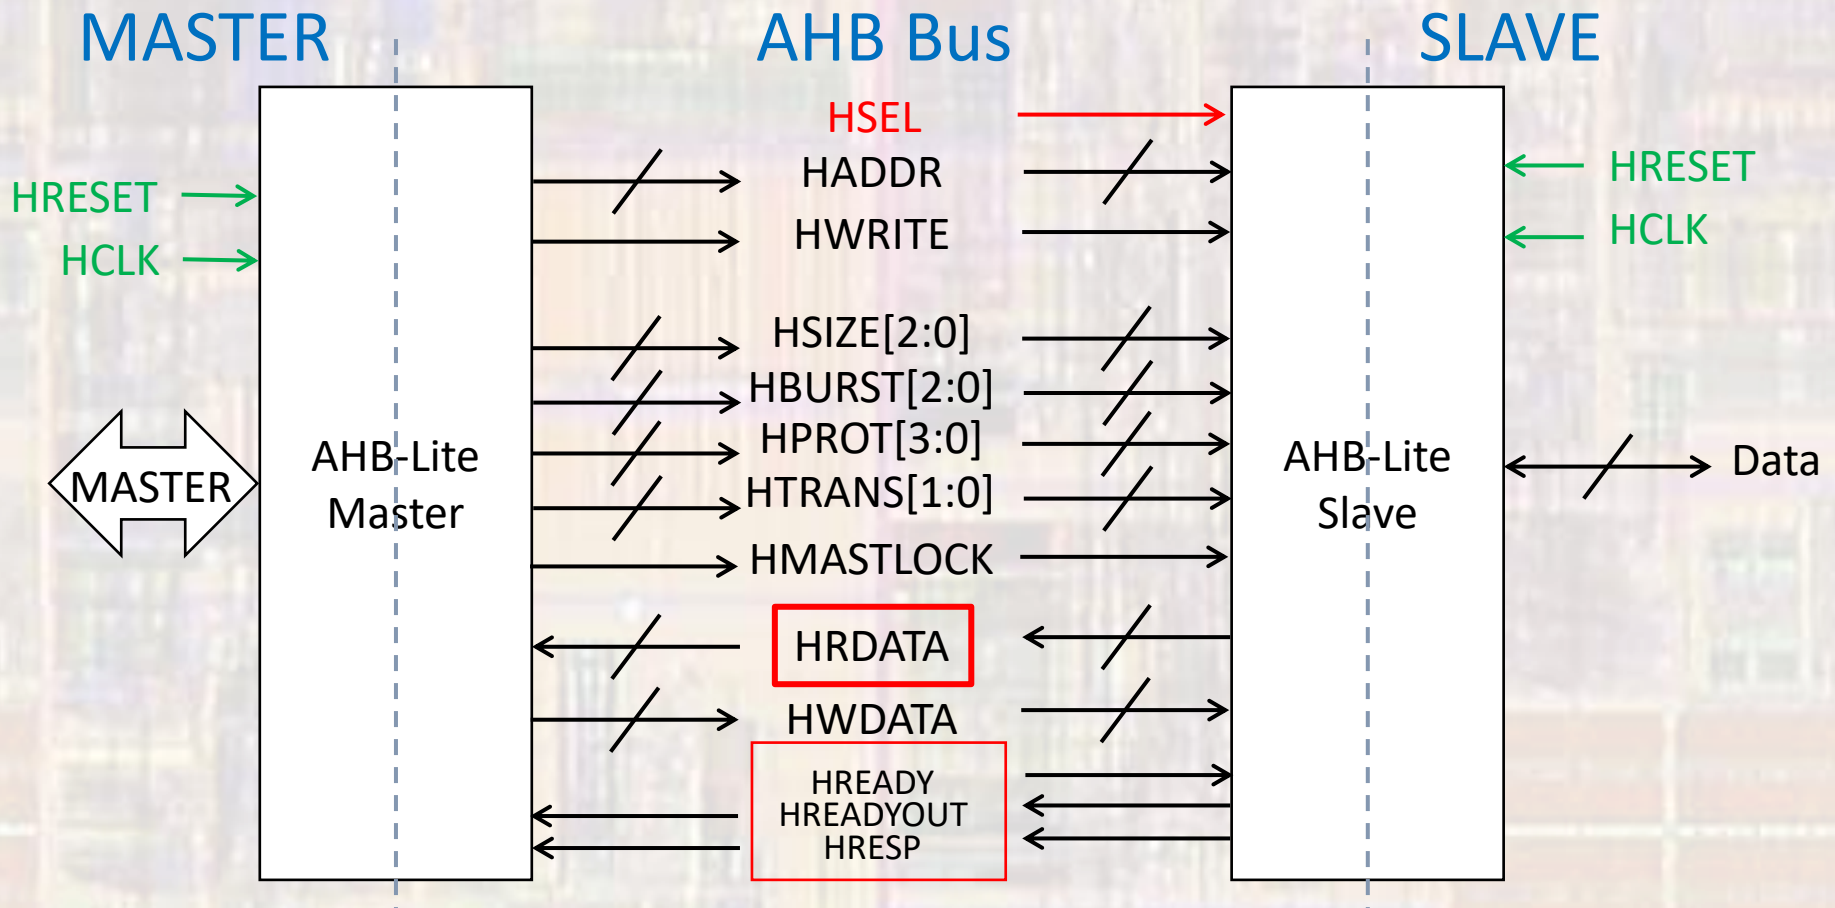 MASTER
AHB Bus
SLAVE
HSEL
HADDR
HWRITE
HSIZE[2:0]
HBURST[2:0]
HPROT[3:0]
HTRANS[1:0]
HMASTLOCK
HRDATA
HWDATA
HREADY
HREADYOUT
HRESP
HRESET
HCLK
MASTER
AHB-Lite
Master
AHB-Lite
Slave
HRESET
HCLK
Data